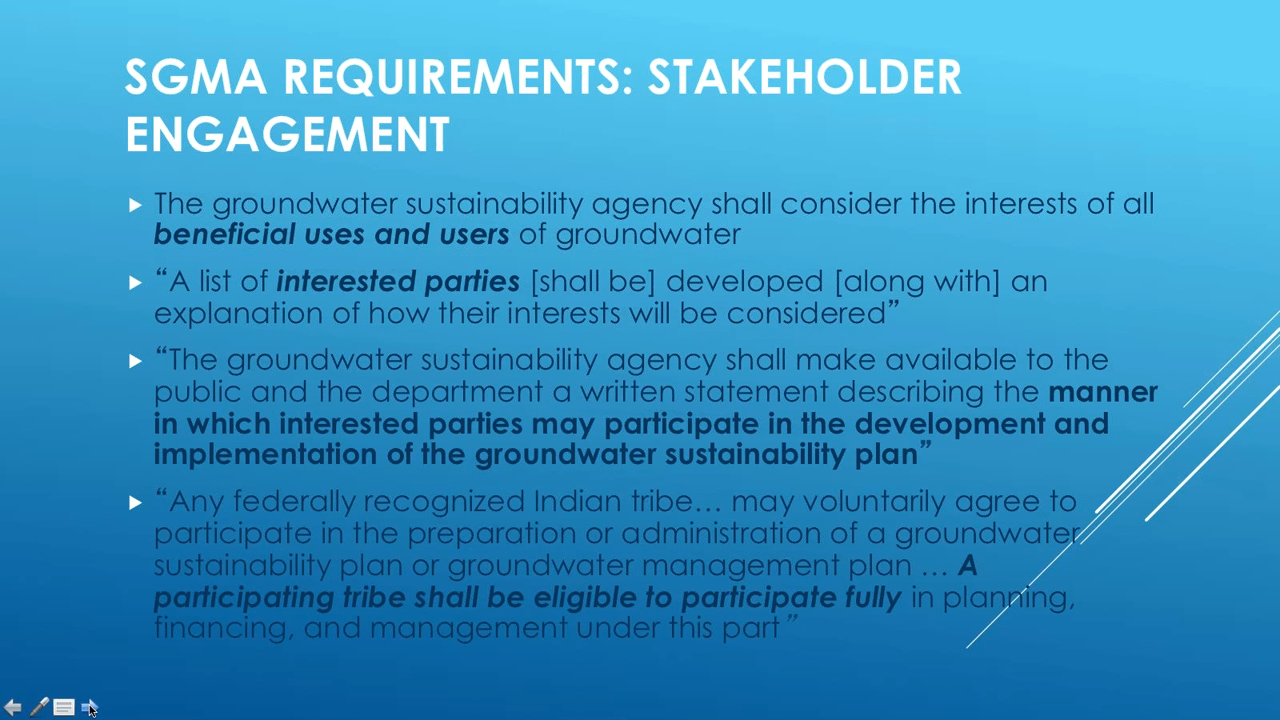 SGMA REQUIREMENTS: STAKEHOLDER
ENGAGEMENT
The groundwater sustainability agency shall consider the interests of all
beneficial uses and users of groundwater
“A list of interested parties [shall be] developed [along with] an
explanation of how their interests will be considered”
“The groundwater sustainability agency shall make available to the
public and the department a written statement describing the manner
in which interested parties may participate in the development and
implementation of the groundwater sustainability plan”
“Any federally recognized Indian tribe… may voluntarily agree to
participate in the preparation or administration of a groundwater
sustainability plan or groundwater management plan … A
participating tribe shall be eligible to participate fully in planning,
financing, and management under this part”